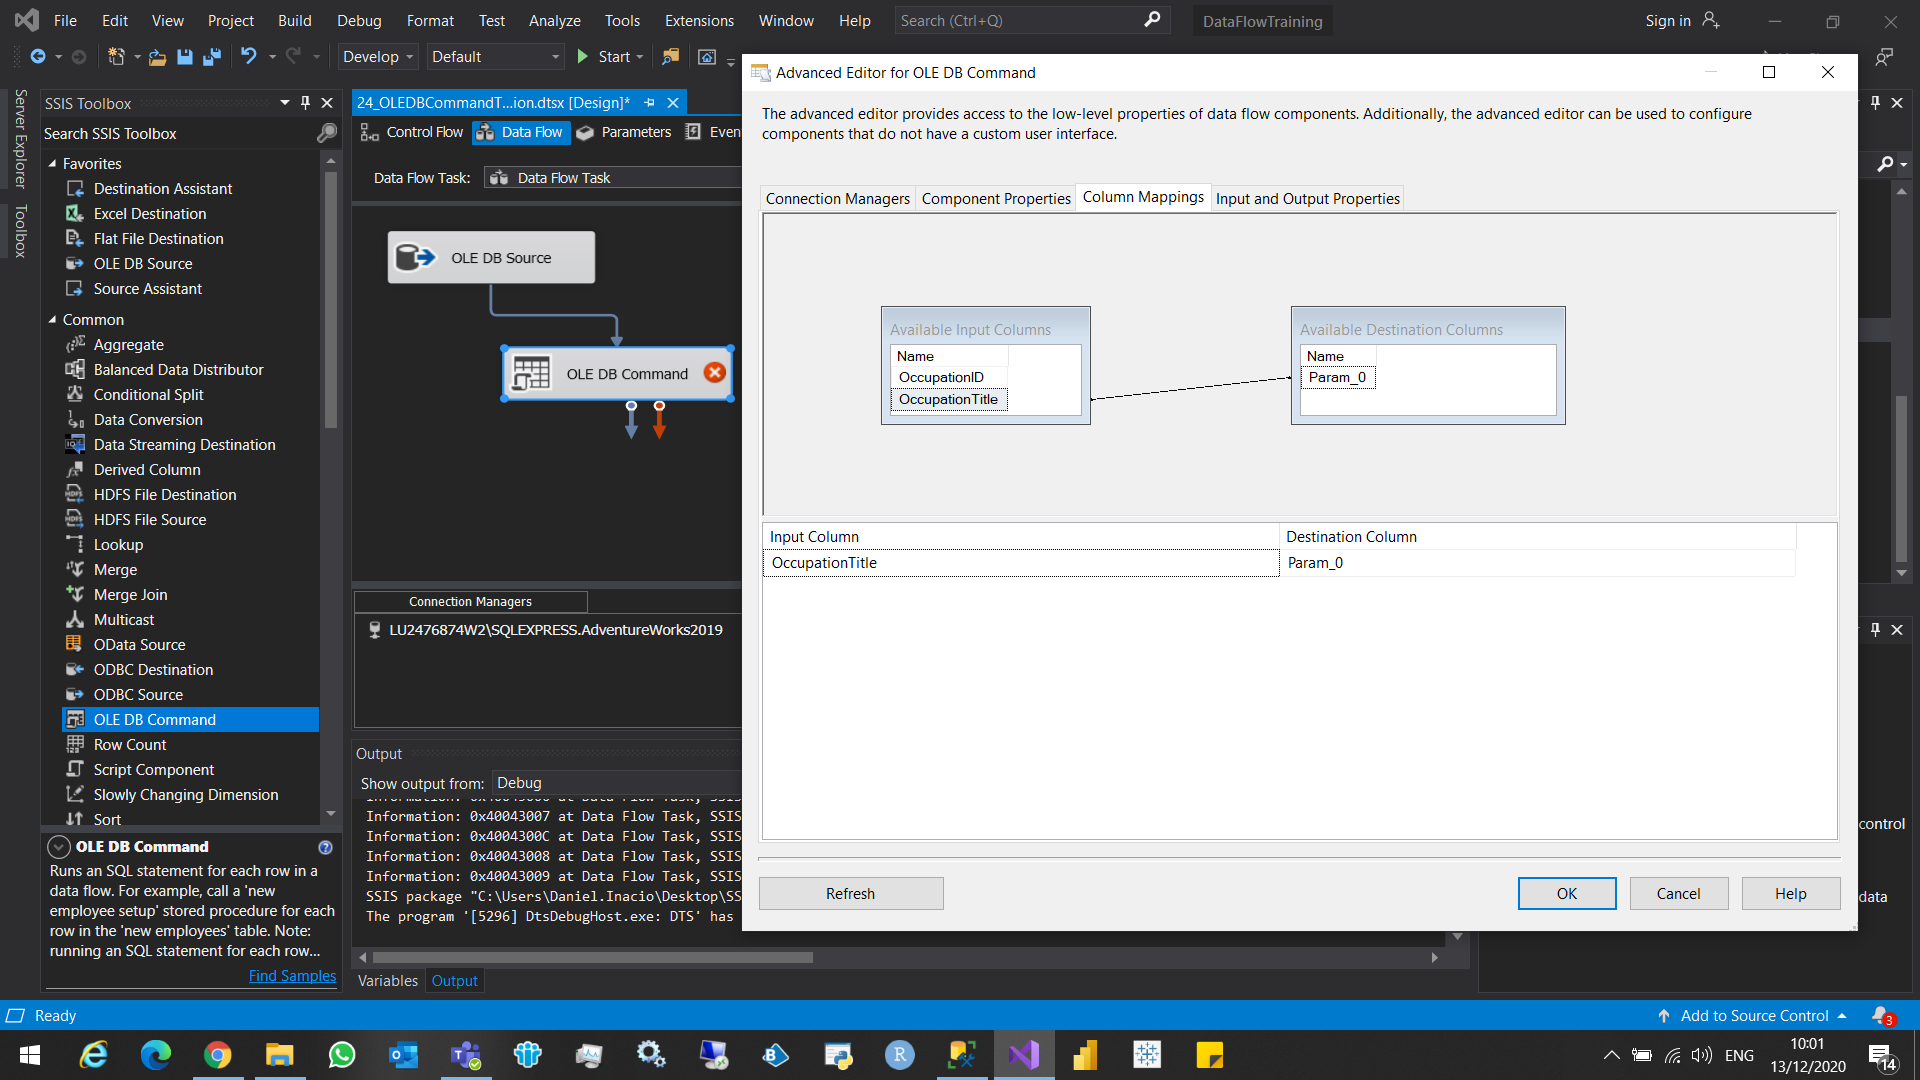 File Edit View Project Build Debug Format Test Analyze Tools Extensions Window Help Search (Ctrl+Q) DataFlowTraining Sign in
Develop Default Start
Server Explorer
Toolbox
SSIS Toolbox
Search SSIS Toolbox
Favorites
Destination Assistant
Excel Destination
Flat File Destination
OLE DB Source
Source Assistant
Common
Aggregate
Balanced Data Distributor
Conditional Split
Data Conversion
Data Streaming Destination
Derived Column
HDFS File Destination
HDFS File Source
Lookup
Merge
Merge Join
Multicast
OData Source
ODBC Destination
ODBC Source
OLE DB Command
Row Count
Script Component
Slowly Changing Dimension
Sort
OLE DB Command
Runs an SQL statement for each row in a
data flow. For example, call a 'new
employee setup' stored procedure for each
row in the 'new employees' table. Note:
running an SQL statement for each row...
Find Samples
24_OLEDBCommandT...ion.dtsx [Design]*
Control Flow Data Flow Parameters Even
Data Flow Task: Data Flow Task
OLE DB Source
OLE DB Command
Connection Managers
LU2476874W2\SQLEXPRESS.AdventureWorks2019
Output
Show output from: Debug
Information: 0x40043007 at Data Flow Task, SSIS
Information: 0x4004300C at Data Flow Task, SSIS
Information: 0x40043008 at Data Flow Task, SSIS
Information: 0x40043009 at Data Flow Task, SSIS
SSIS package "C:\Users\Daniel.Inacio\Desktop\SS
The program '[5296] DtsDebugHost.exe: DTS' has
Variables Output
Advanced Editor for OLE DB Command
The advanced editor provides access to the low-level properties of data flow components. Additionally, the advanced editor can be used to configure
components that do not have a custom user interface.
Connection Managers Component Properties Column Mappings Input and Output Properties
Available Input Columns
Name
OccupationID
OccupationTitle
Available Destination Columns
Name
Param_0
Input Column Destination Column
OccupationTitle Param_0
Refresh OK Cancel Help
control
data
Ready Add to Source Control 3
ENG 10:01
13/12/2020
14